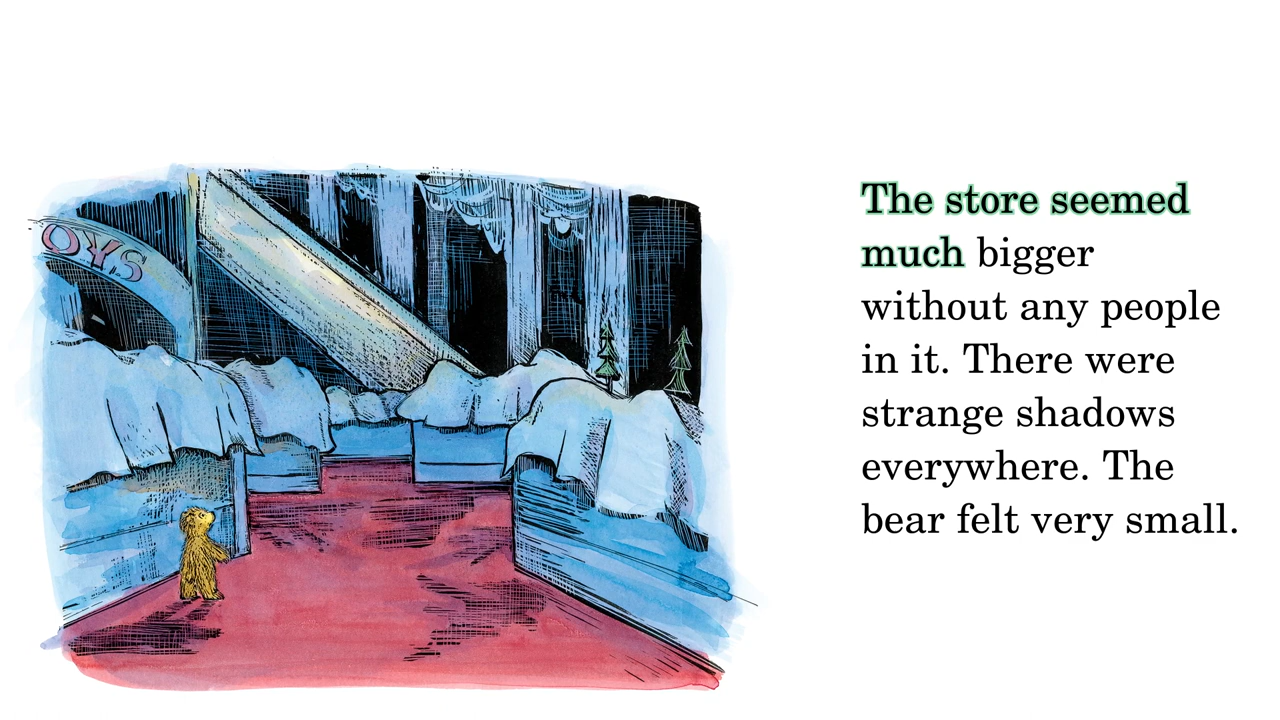 OYS
The store seemed
much bigger
without any people
in it. There were
strange shadows
everywhere. The
bear felt very small.